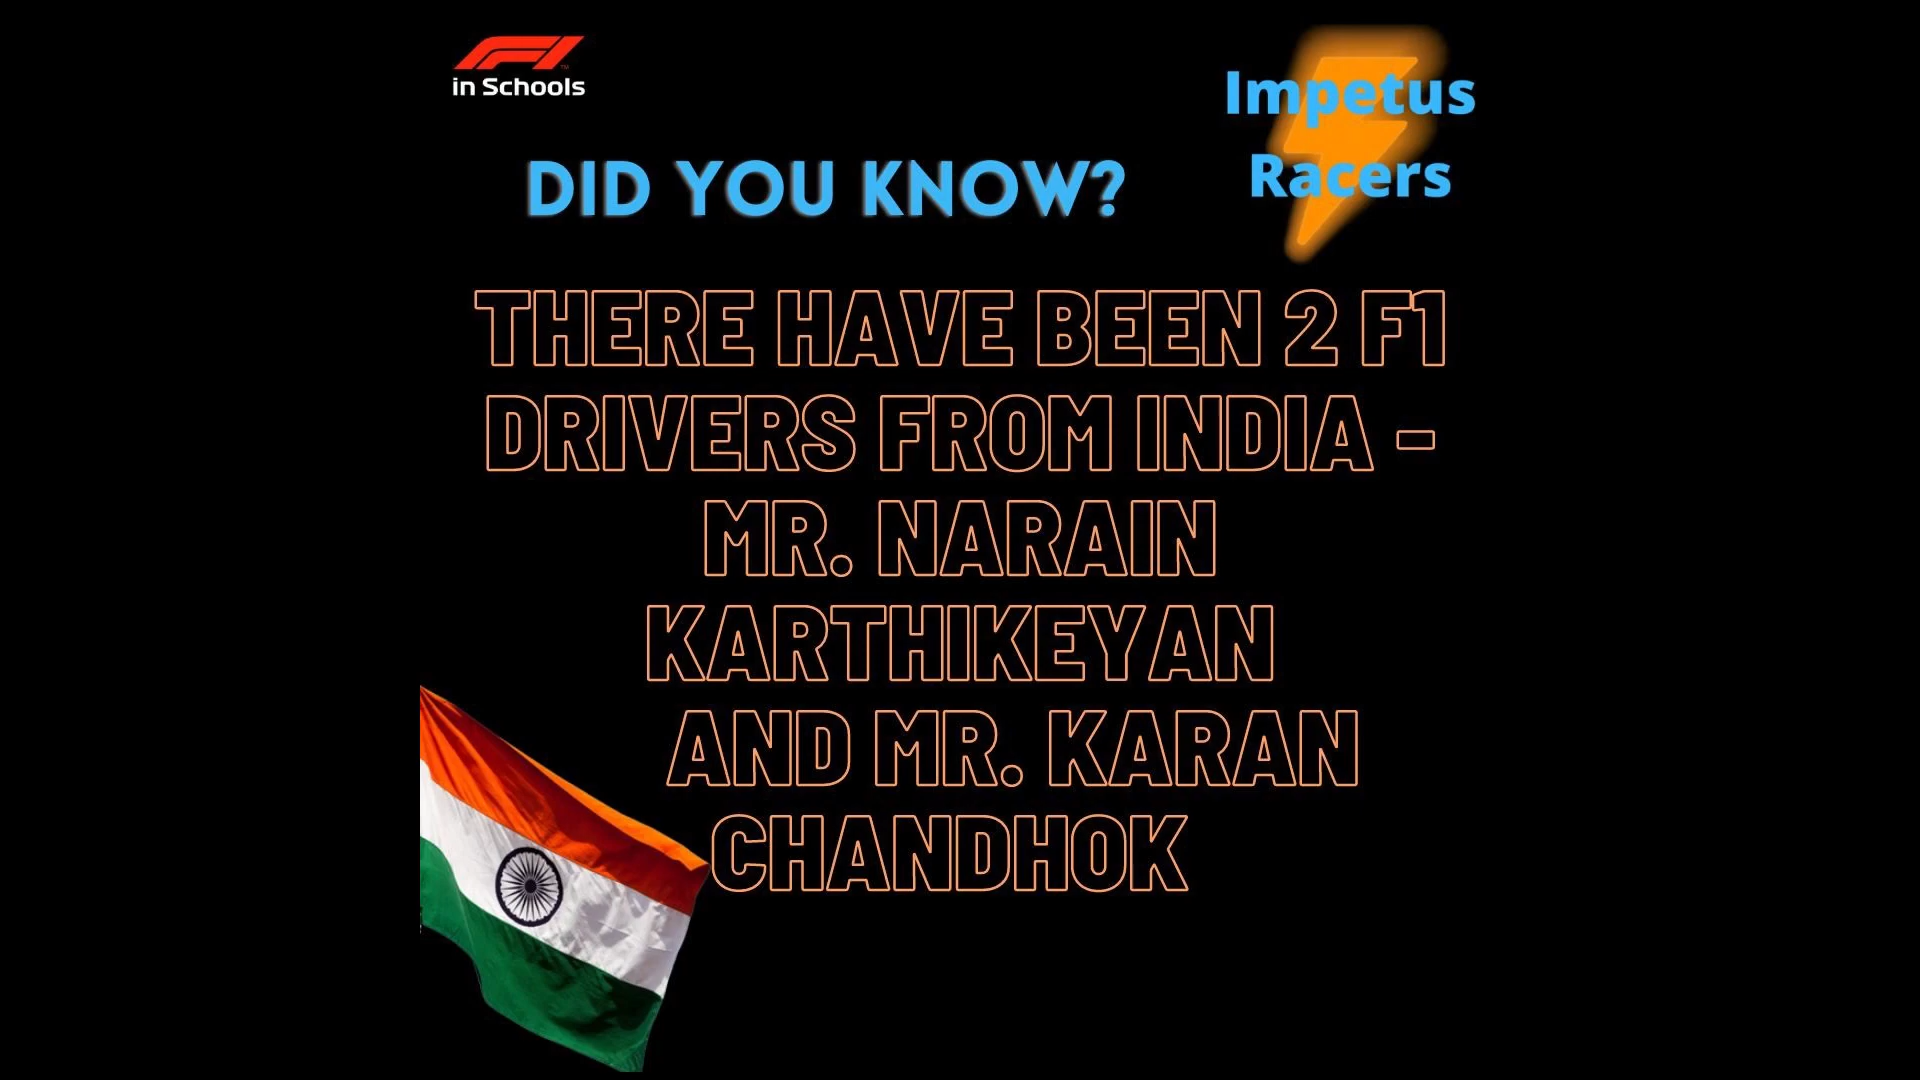 F1
in Schools
Impetus
Racers
DID YOU KNOW?
THERE HAVE BEEN 2 F1
DRIVERS FROM INDIA -
MR. NARAIN
KARTHIKEYAN
AND MR. KARAN
CHANDHOK